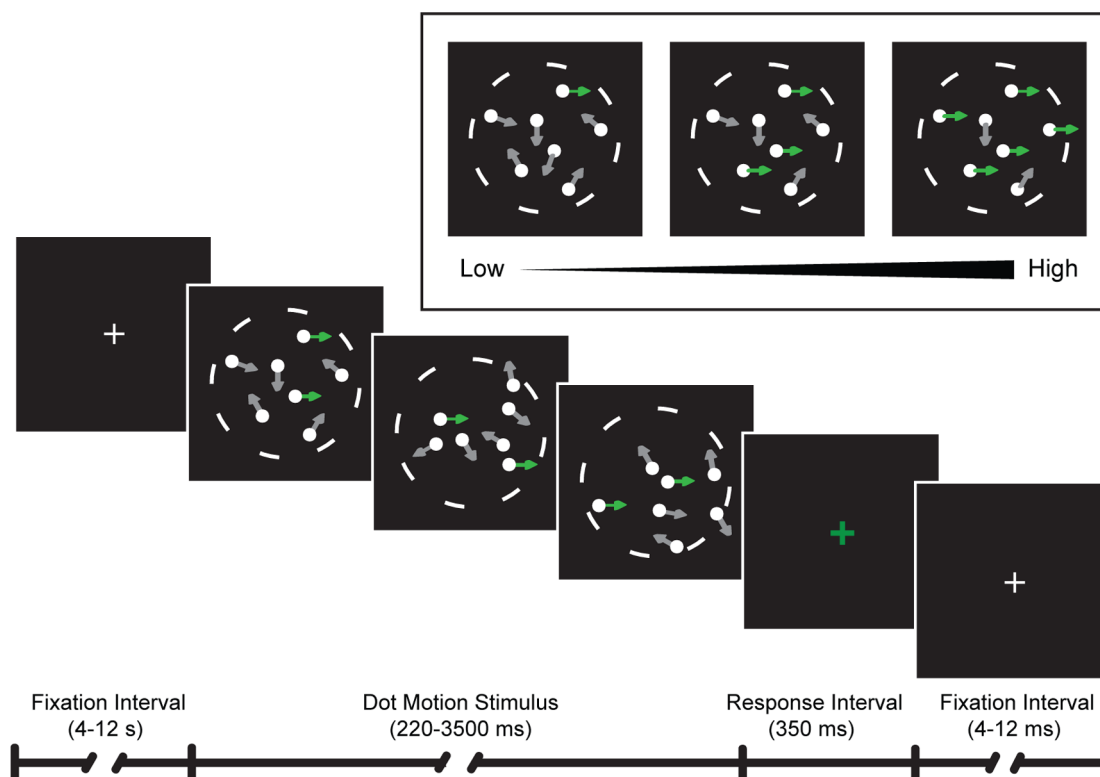 Low High
Fixation Interval
(4-12 s)
Dot Motion Stimulus
(220-3500 ms)
Response Interval
(350 ms)
Fixation Interval
(4-12 ms)